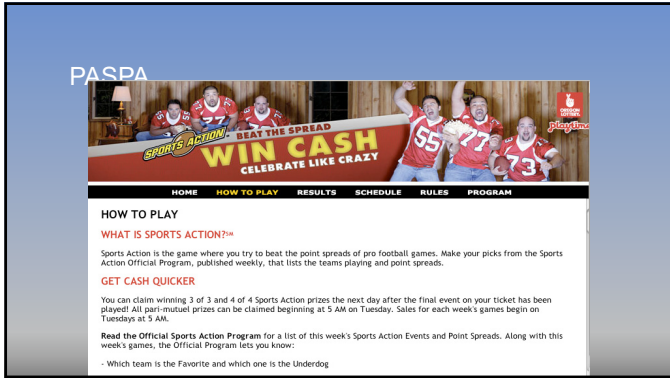 PASPA
SPORTS ACTION
BEAT THE SPREAD
WIN CASH
CELEBRATE LIKE CRAZY
55
77
73
55
77
73
OREGON
LOTTERY
playtime
HOME HOW TO PLAY RESULTS SCHEDULE RULES PROGRAM
HOW TO PLAY
WHAT IS SPORTS ACTION?SM
Sports Action is the game where you try to beat the point spreads of pro football games. Make your picks from the Sports
Action Official Program, published weekly, that lists the teams playing and point spreads.
GET CASH QUICKER
You can claim winning 3 of 3 and 4 of 4 Sports Action prizes the next day after the final event on your ticket has been
played! All pari-mutuel prizes can be claimed beginning at 5 AM on Tuesday. Sales for each week's games begin on
Tuesdays at 5 AM.
Read the Official Sports Action Program for a list of this week's Sports Action Events and Point Spreads. Along with this
week's games, the Official Program lets you know:
- Which team is the Favorite and which one is the Underdog